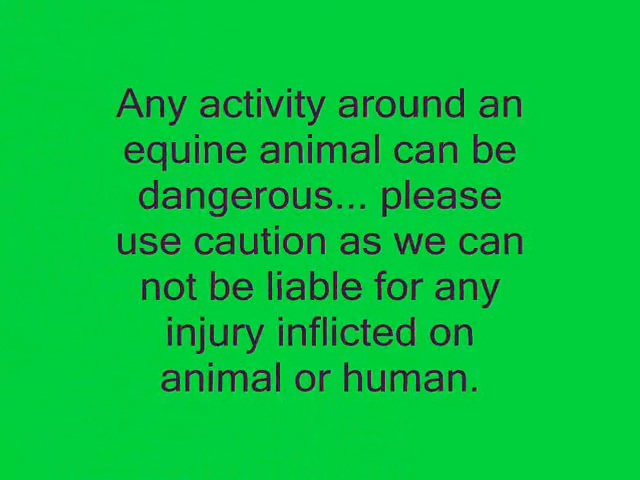 Any activity around an
equine animal can be
dangerous... please
use caution as we can
not be liable for any
injury inflicted on
animal or human.